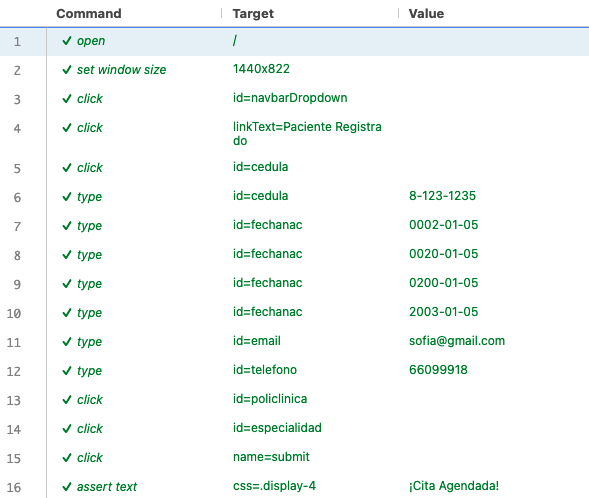 Command Target Value
1 open /
2 set window size 1440x822
3 click id=navbarDropdown
4 click linkText=Paciente Registra
do
5 click id=cedula
6 type id=cedula 8-123-1235
7 type id=fechanac 0002-01-05
8 type id=fechanac 0020-01-05
9 type id=fechanac 0200-01-05
10 type id=fechanac 2003-01-05
11 type id=email sofia@gmail.com
12 type id=telefono 66099918
13 click id=policlinica
14 click id=especialidad
15 click name=submit
16 assert text css=.display-4 ¡Cita Agendada!